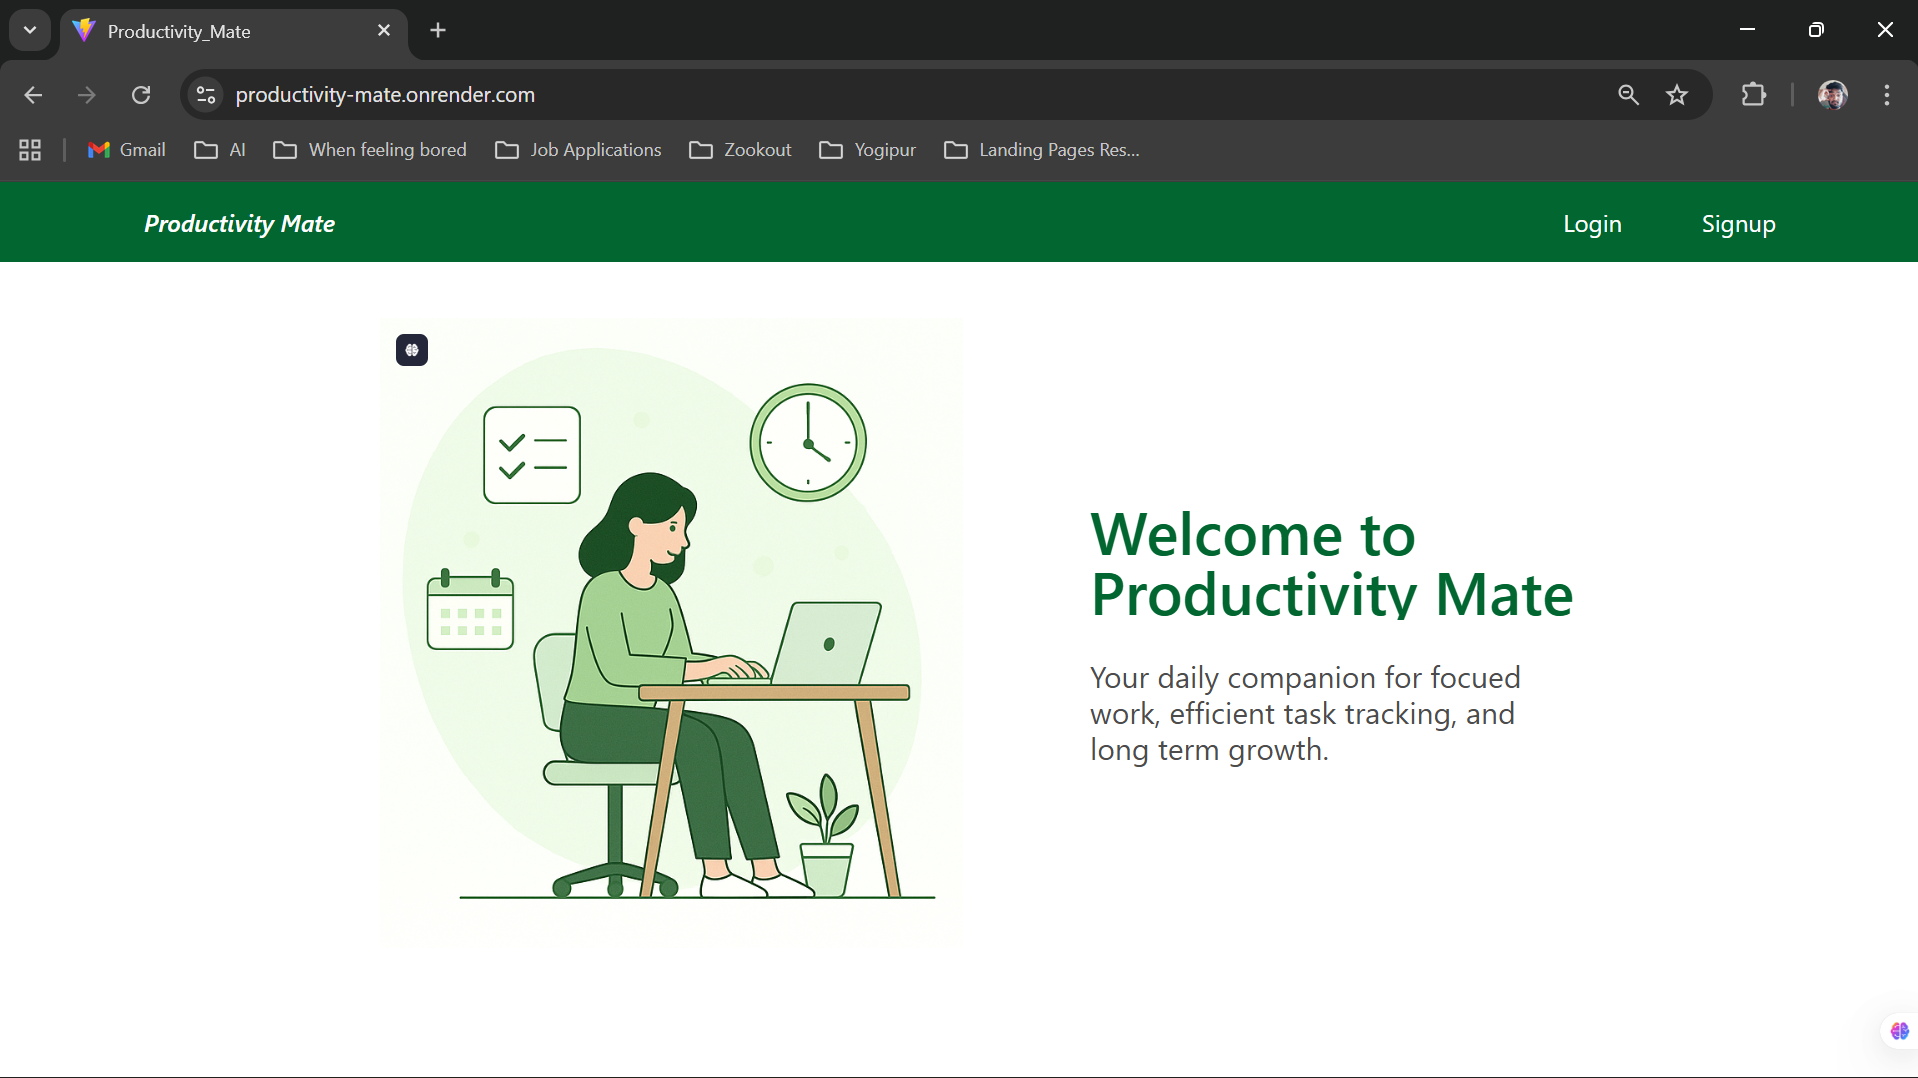 Productivity_Mate
productivity-mate.onrender.com
Gmail
AI
When feeling bored
Job Applications
Zookout
Yogipur
Landing Pages Res...
Productivity Mate
Login
Signup
Welcome to
Productivity Mate
Your daily companion for focued
work, efficient task tracking, and
long term growth.